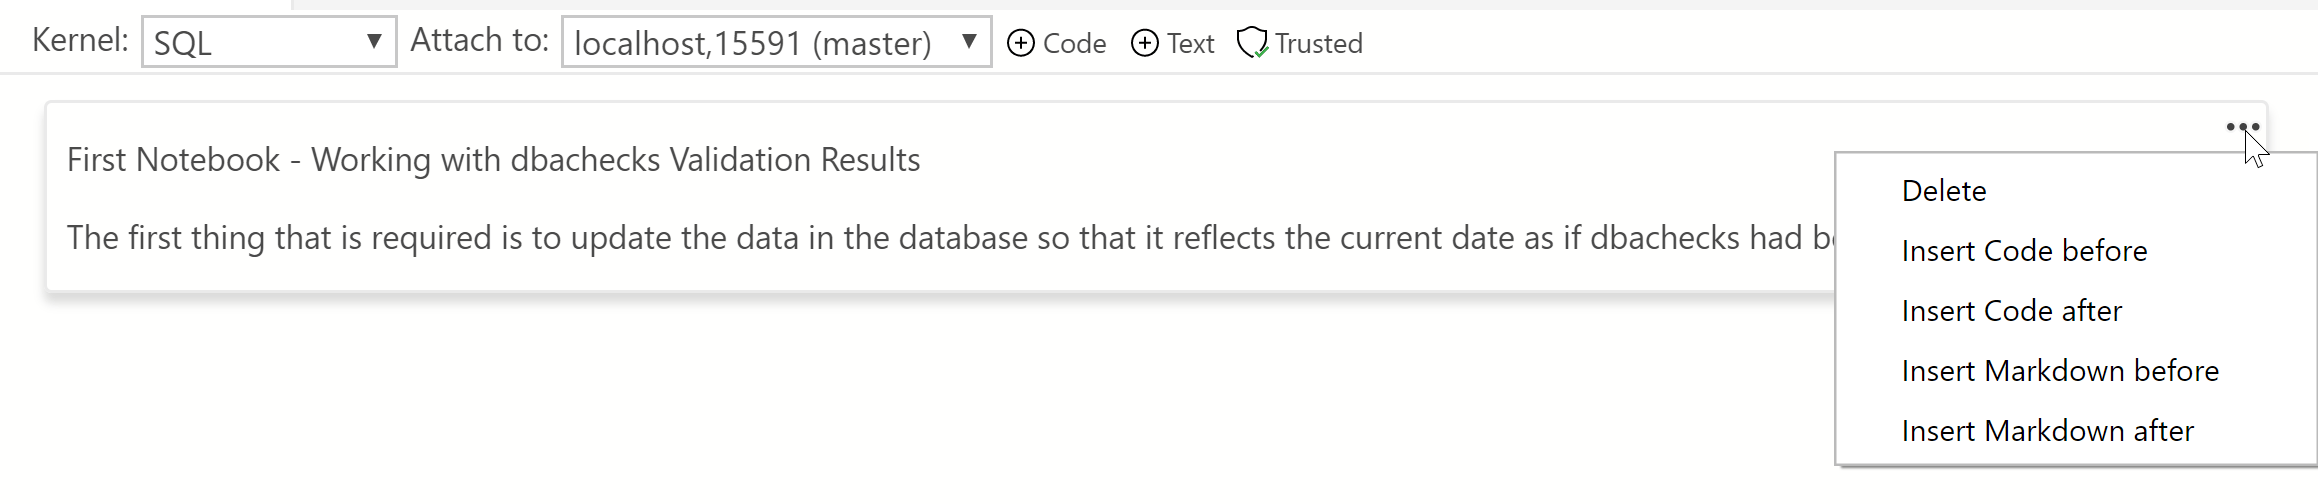 Kernel: SQL Attach to: localhost,15591 (master) Code Text Trusted
First Notebook - Working with dbachecks Validation Results
The first thing that is required is to update the data in the database so that it reflects the current date as if dbachecks had
Delete
Insert Code before
Insert Code after
Insert Markdown before
Insert Markdown after